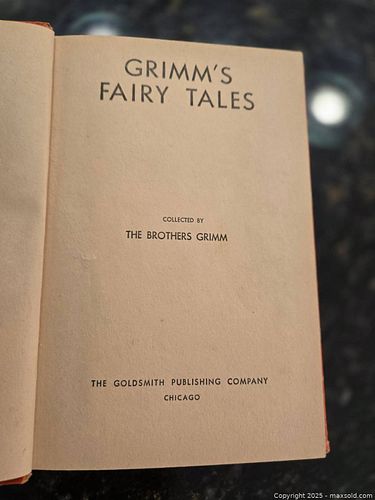 GRIMM'S
FAIRY TALES
COLLECTED BY
THE BROTHERS GRIMM
THE GOLDSMITH PUBLISHING COMPANY
CHICAGO
Copyright 2025 - maxsold.com